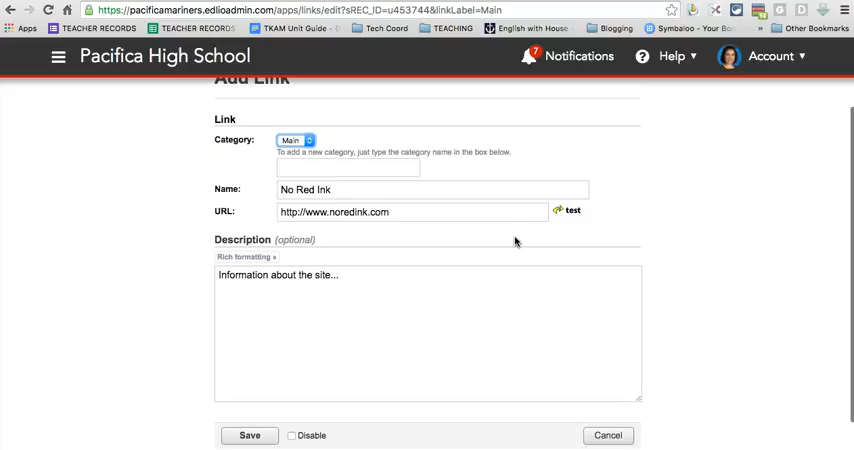 https://pacificamariners.edlioadmin.com/apps/links/edit?sREC_ID=u453744&linkLabel=Main
Apps TEACHER RECORDS TEACHER RECORDS TKAM Unit Guide - Tech Coord TEACHING English with House Blogging Symbaloo - Your Bo » Other Bookmarks
Pacifica High School 7 Notifications ? Help ▼ Account ▼
Add Link
Link
Category: Main
To add a new category, just type the category name in the box below.
Name: No Red Ink
URL: http://www.noredink.com test
Description (optional)
Rich formatting »
Information about the site...
Save Disable Cancel